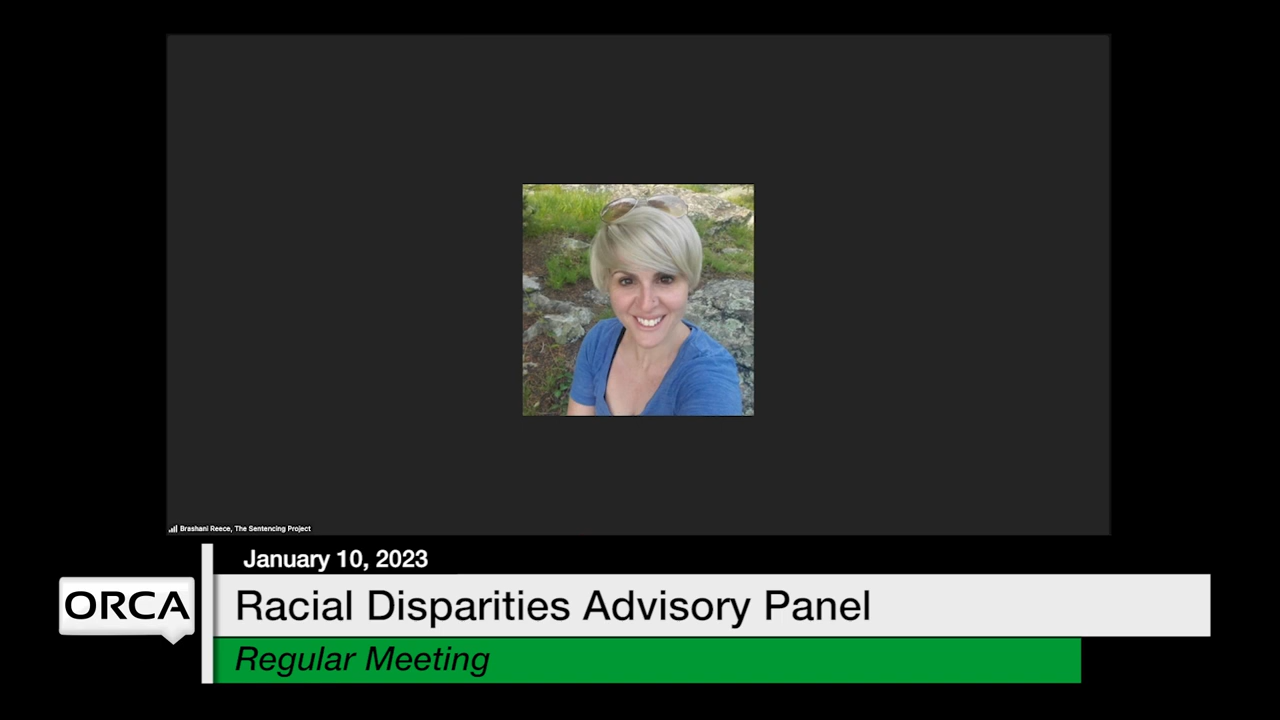 Brashani Reece, The Sentencing Project
January 10, 2023
ORCA
Racial Disparities Advisory Panel
Regular Meeting